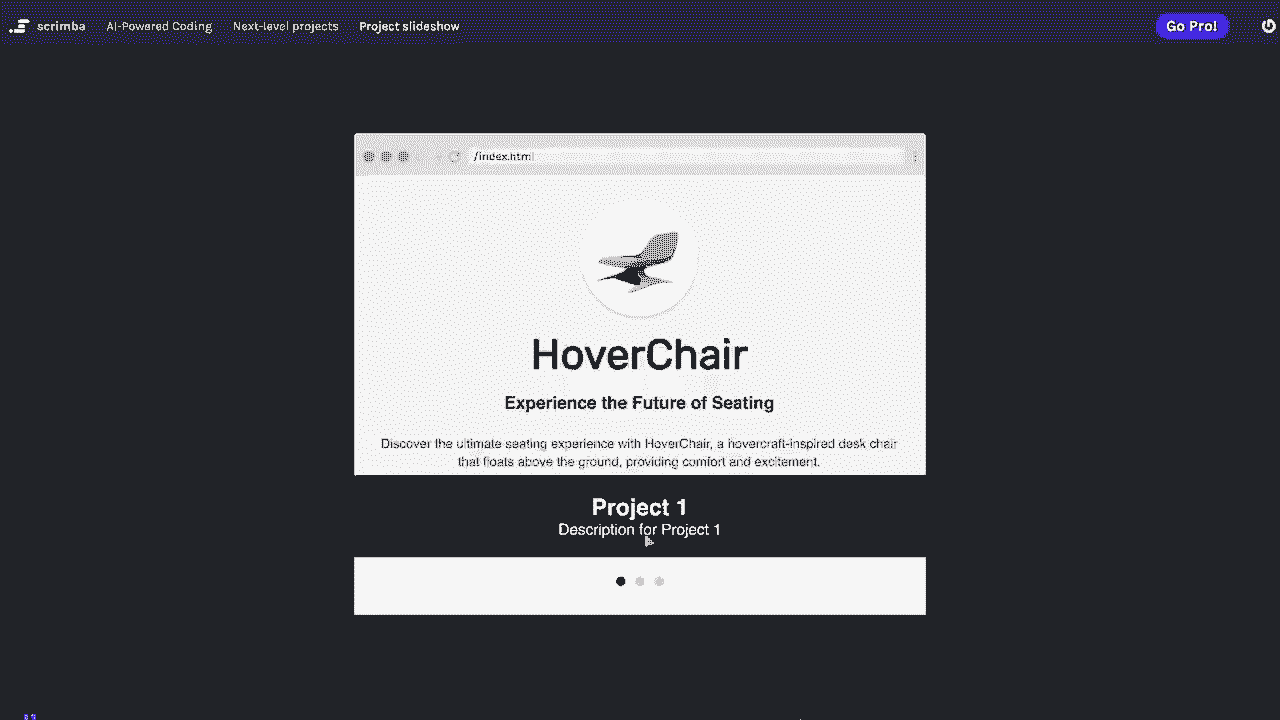 scrimba AI-Powered Coding Next-level projects Project slideshow Go Pro!
/index.html
HoverChair
Experience the Future of Seating
Discover the ultimate seating experience with HoverChair, a hovercraft-inspired desk chair
that floats above the ground, providing comfort and excitement.
Project 1
Description for Project 1